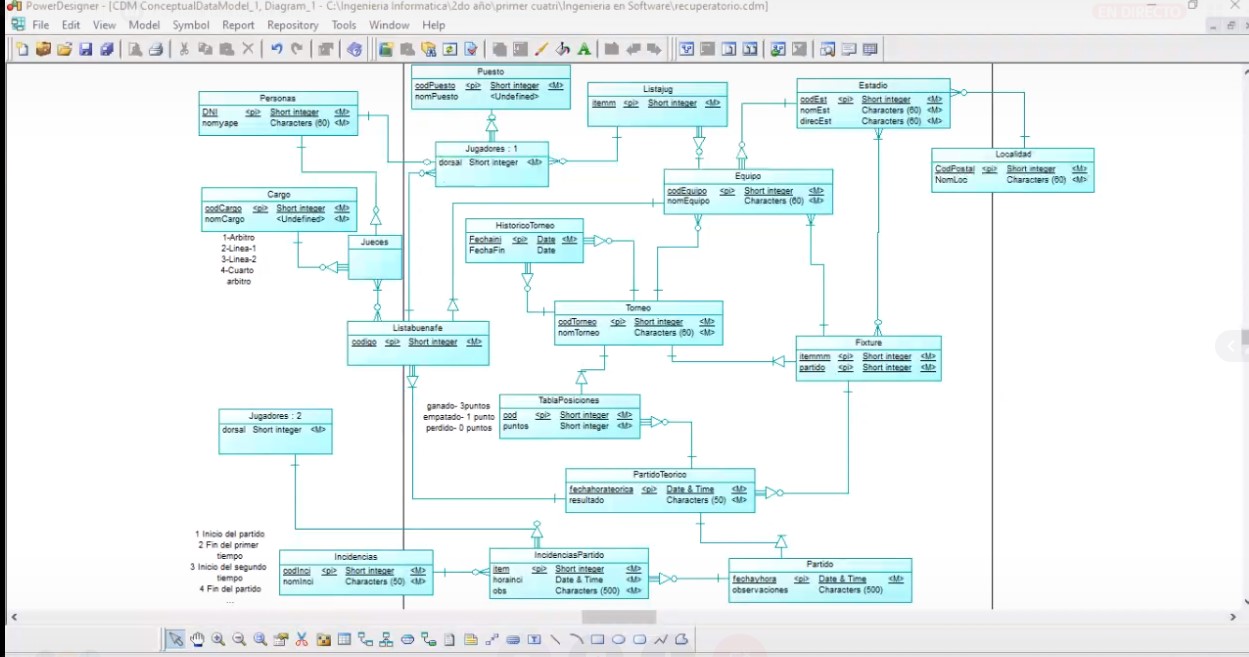 PowerDesigner - [CDM ConceptualDataModel_1, Diagram_1 - C:\Ingenieria Informatica\2do año\primer cuatri\Ingenieria en Software\recuperatorio.cdm]
EN DIRECTO
File Edit View Model Symbol Report Repository Tools Window Help
Puesto
codPuesto <pi> Short integer <M>
nomPuesto <Undefined>
Listajug
itemm <pi> Short integer <M>
Estadio
codEst <pi> Short integer <M>
nomEst Characters (60) <M>
direcEst Characters (60) <M>
Personas
DNI <pi> Short integer <M>
nomyape Characters (60) <M>
Jugadores : 1
dorsal Short integer <M>
Localidad
CodPostal <pi> Short integer <M>
NomLoc Characters (60) <M>
Equipo
codEquipo <pi> Short integer <M>
nomEquipo Characters (60) <M>
Cargo
codCargo <pi> Short integer <M>
nomCargo <Undefined> <M>
1-Arbitro
2-Linea-1
3-Linea-2
4-Cuarto
arbitro
Jueces
HistoricoTorneo
Fechaini <pi> Date <M>
FechaFin Date
Torneo
codTorneo <pi> Short integer <M>
nomTorneo Characters (60) <M>
Listabuenafe
codigo <pi> Short integer <M>
Fixture
itemmm <pi> Short integer <M>
partido <pi> Short integer <M>
ganado- 3puntos
empatado- 1 punto
perdido- 0 puntos
TablaPosiciones
cod <pi> Short integer <M>
puntos Short integer <M>
Jugadores : 2
dorsal Short integer <M>
PartidoTeorico
fechahorateorica <pi> Date & Time <M>
resultado Characters (50) <M>
1 Inicio del partido
2 Fin del primer
tiempo
3 Inicio del segundo
tiempo
4 Fin del partido
...
Incidencias
codInci <pi> Short integer <M>
nomInci Characters (50) <M>
IncidenciasPartido
item <pi> Short integer <M>
horainci Date & Time <M>
obs Characters (500) <M>
Partido
fechayhora <pi> Date & Time <M>
observaciones Characters (500)